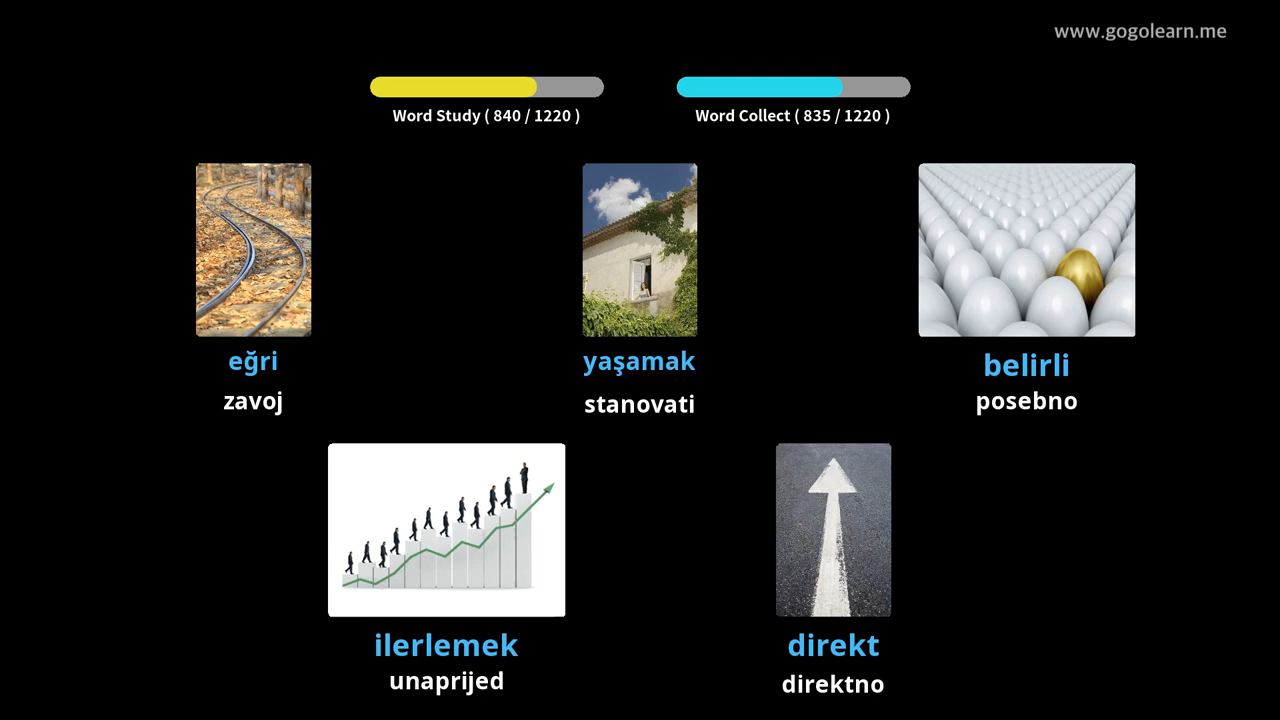 www.gogolearn.me
Word Study ( 840 / 1220 )
Word Collect ( 835 / 1220 )
eğri
zavoj
yaşamak
stanovati
belirli
posebno
ilerlemek
unaprijed
direkt
direktno